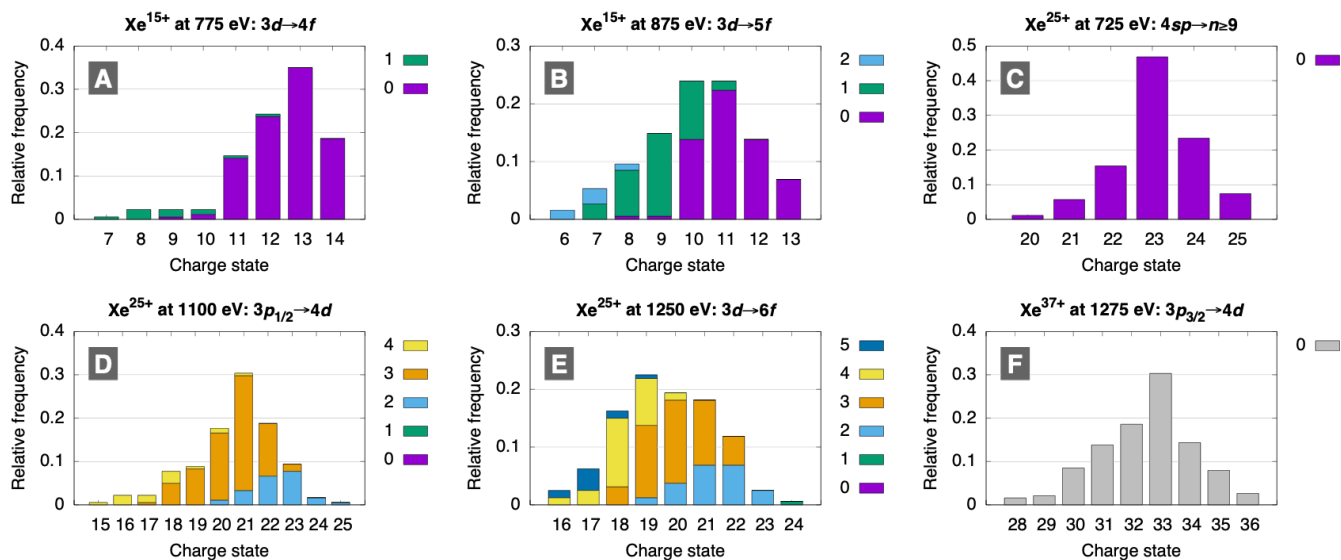 Xe15+ at 775 eV: 3d→4f
Relative frequency
0.4
0.3
0.2
0.1
0
A
1
0
7 8 9 10 11 12 13 14
Charge state
Xe15+ at 875 eV: 3d→5f
Relative frequency
0.3
0.2
0.1
0
B
2
1
0
6 7 8 9 10 11 12 13
Charge state
Xe25+ at 725 eV: 4sp→n≥9
Relative frequency
0.5
0.4
0.3
0.2
0.1
0
C
0
20 21 22 23 24 25
Charge state
Xe25+ at 1100 eV: 3p1/2→4d
Relative frequency
0.4
0.3
0.2
0.1
0
D
4
3
2
1
0
15 16 17 18 19 20 21 22 23 24 25
Charge state
Xe25+ at 1250 eV: 3d→6f
Relative frequency
0.3
0.2
0.1
0
E
5
4
3
2
1
0
16 17 18 19 20 21 22 23 24
Charge state
Xe37+ at 1275 eV: 3p3/2→4d
Relative frequency
0.4
0.3
0.2
0.1
0
F
0
28 29 30 31 32 33 34 35 36
Charge state